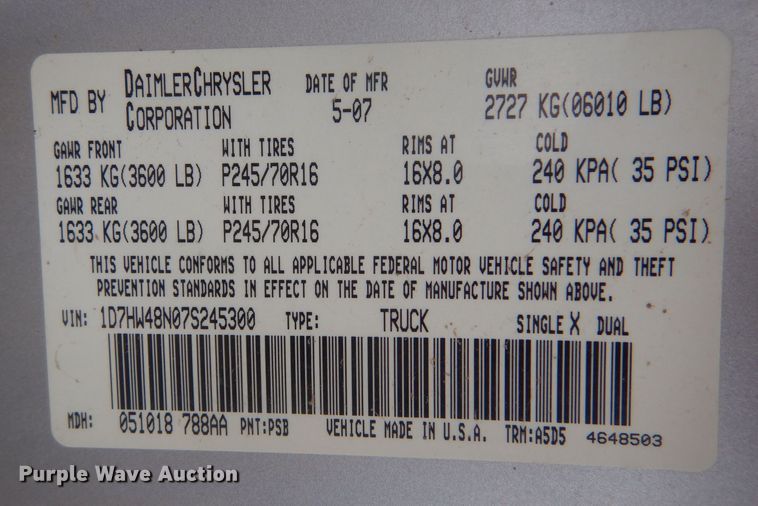 MFD BY DAIMLERCHRYSLER CORPORATION DATE OF MFR 5-07 GVWR 2727 KG(06010 LB)
GAWR FRONT WITH TIRES RIMS AT COLD
1633 KG(3600 LB) P245/70R16 16X8.0 240 KPA( 35 PSI)
GAWR REAR WITH TIRES RIMS AT COLD
1633 KG(3600 LB) P245/70R16 16X8.0 240 KPA( 35 PSI)
THIS VEHICLE CONFORMS TO ALL APPLICABLE FEDERAL MOTOR VEHICLE SAFETY AND THEFT
PREVENTION STANDARDS IN EFFECT ON THE DATE OF MANUFACTURE SHOWN ABOVE.
VIN: 1D7HW48N07S245300 TYPE: TRUCK SINGLE X DUAL
MDH: 051018 788AA PNT:PSB VEHICLE MADE IN U.S.A. TRM:A5D5 4648503
Purple Wave Auction